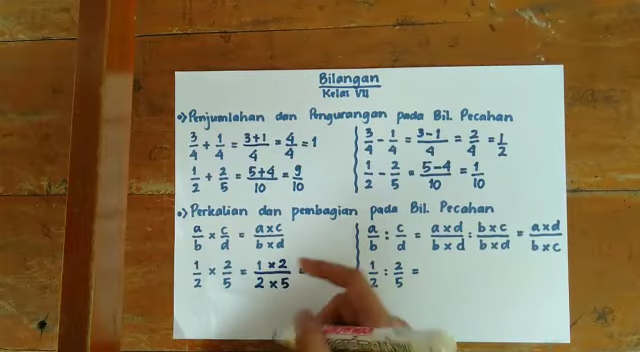 Bilangan
Kelas VII
•) Penjumlahan dan Pengurangan pada Bil. Pecahan
3/4 + 1/4 = 3+1/4 = 4/4 = 1
1/2 + 2/5 = 5+4/10 = 9/10
3/4 - 1/4 = 3-1/4 = 2/4 = 1/2
1/2 - 2/5 = 5-4/10 = 1/10
•) Perkalian dan pembagian pada Bil. Pecahan
a/b × c/d = a×c/b×d
1/2 × 2/5 = 1×2/2×5 =
a/b : c/d = a×d/b×d : b×c/b×d = a×d/b×c
1/2 : 2/5 =